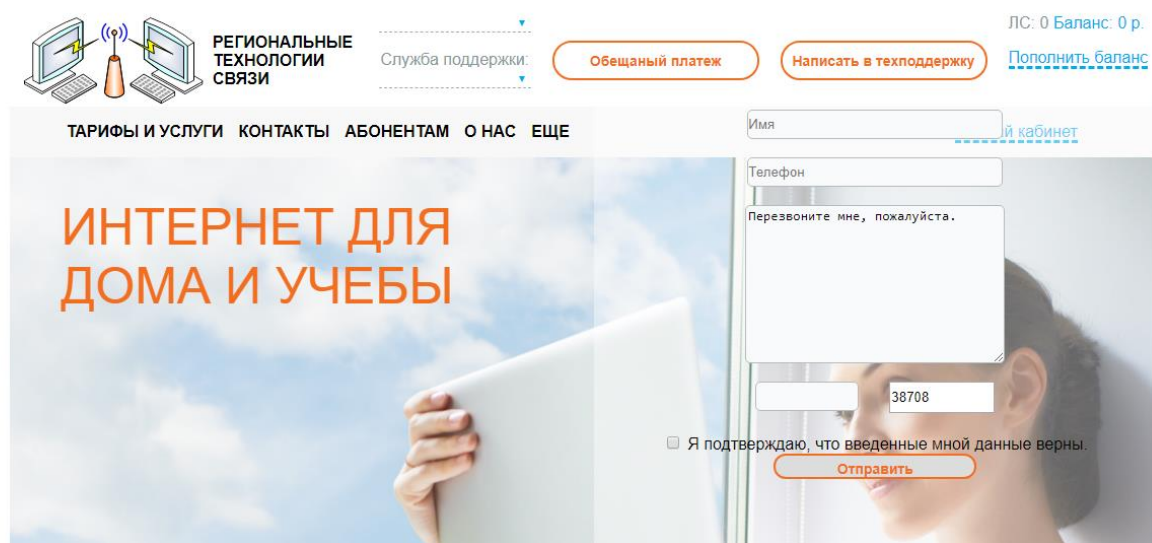 РЕГИОНАЛЬНЫЕ
ТЕХНОЛОГИИ
СВЯЗИ
Служба поддержки:
Обещаный платеж
Написать в техподдержку
ЛС: 0 Баланс: 0 р.
Пополнить баланс
ТАРИФЫ И УСЛУГИ КОНТАКТЫ АБОНЕНТАМ О НАС ЕЩЕ
й кабинет
Имя
Телефон
Перезвоните мне, пожалуйста.
ИНТЕРНЕТ ДЛЯ
ДОМА И УЧЕБЫ
38708
Я подтверждаю, что введенные мной данные верны.
Отправить